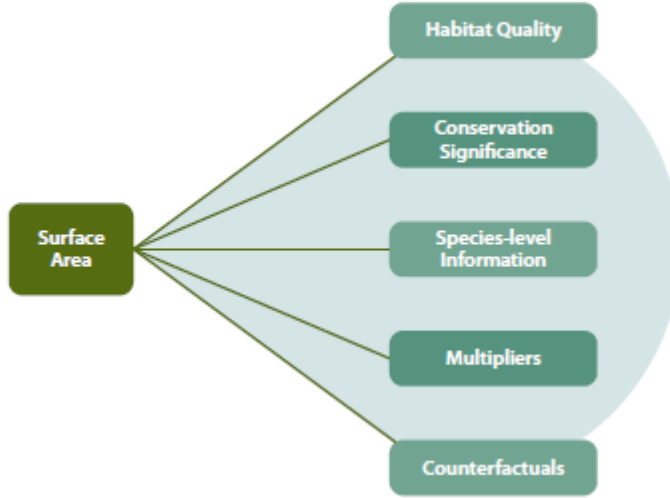 Habitat Quality
Conservation
Significance
Surface
Area
Species-level
Information
Multipliers
Counterfactuals